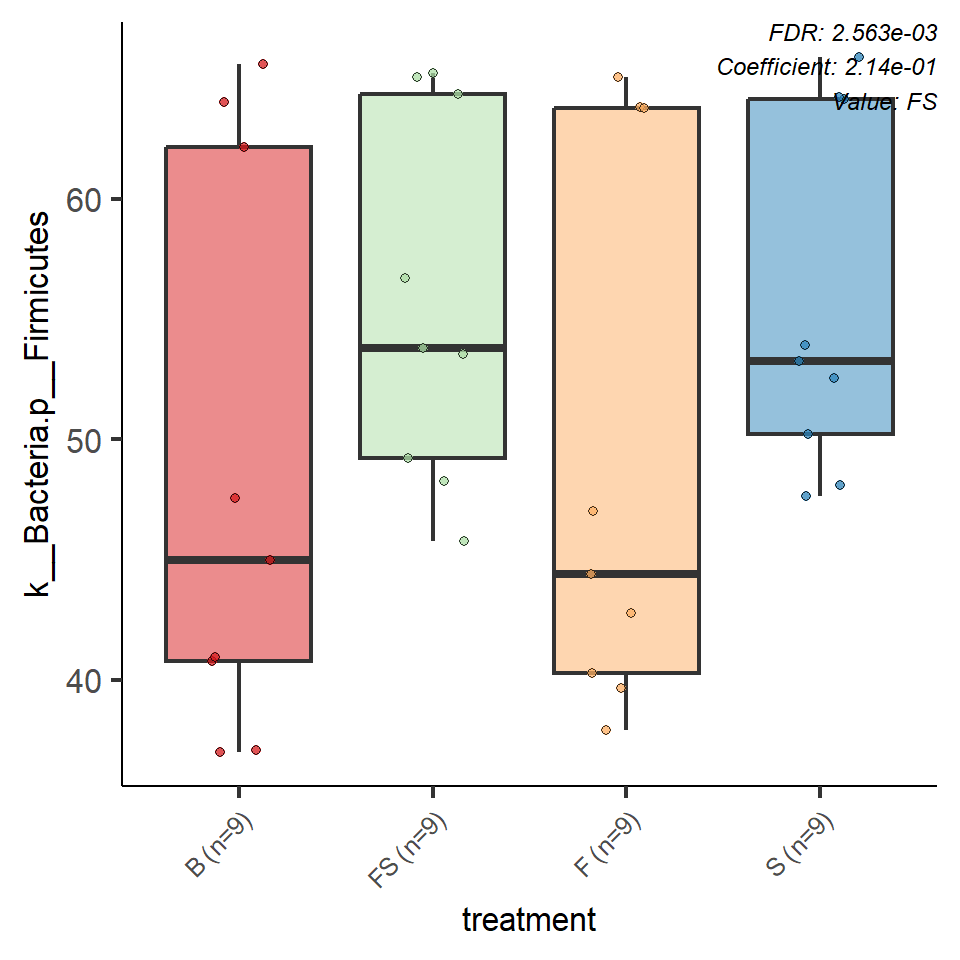 FDR: 2.563e-03
Coefficient: 2.14e-01
Value: FS
k__Bacteria.p__Firmicutes
60
50
40
B (n=9)
FS (n=9)
F (n=9)
S (n=9)
treatment